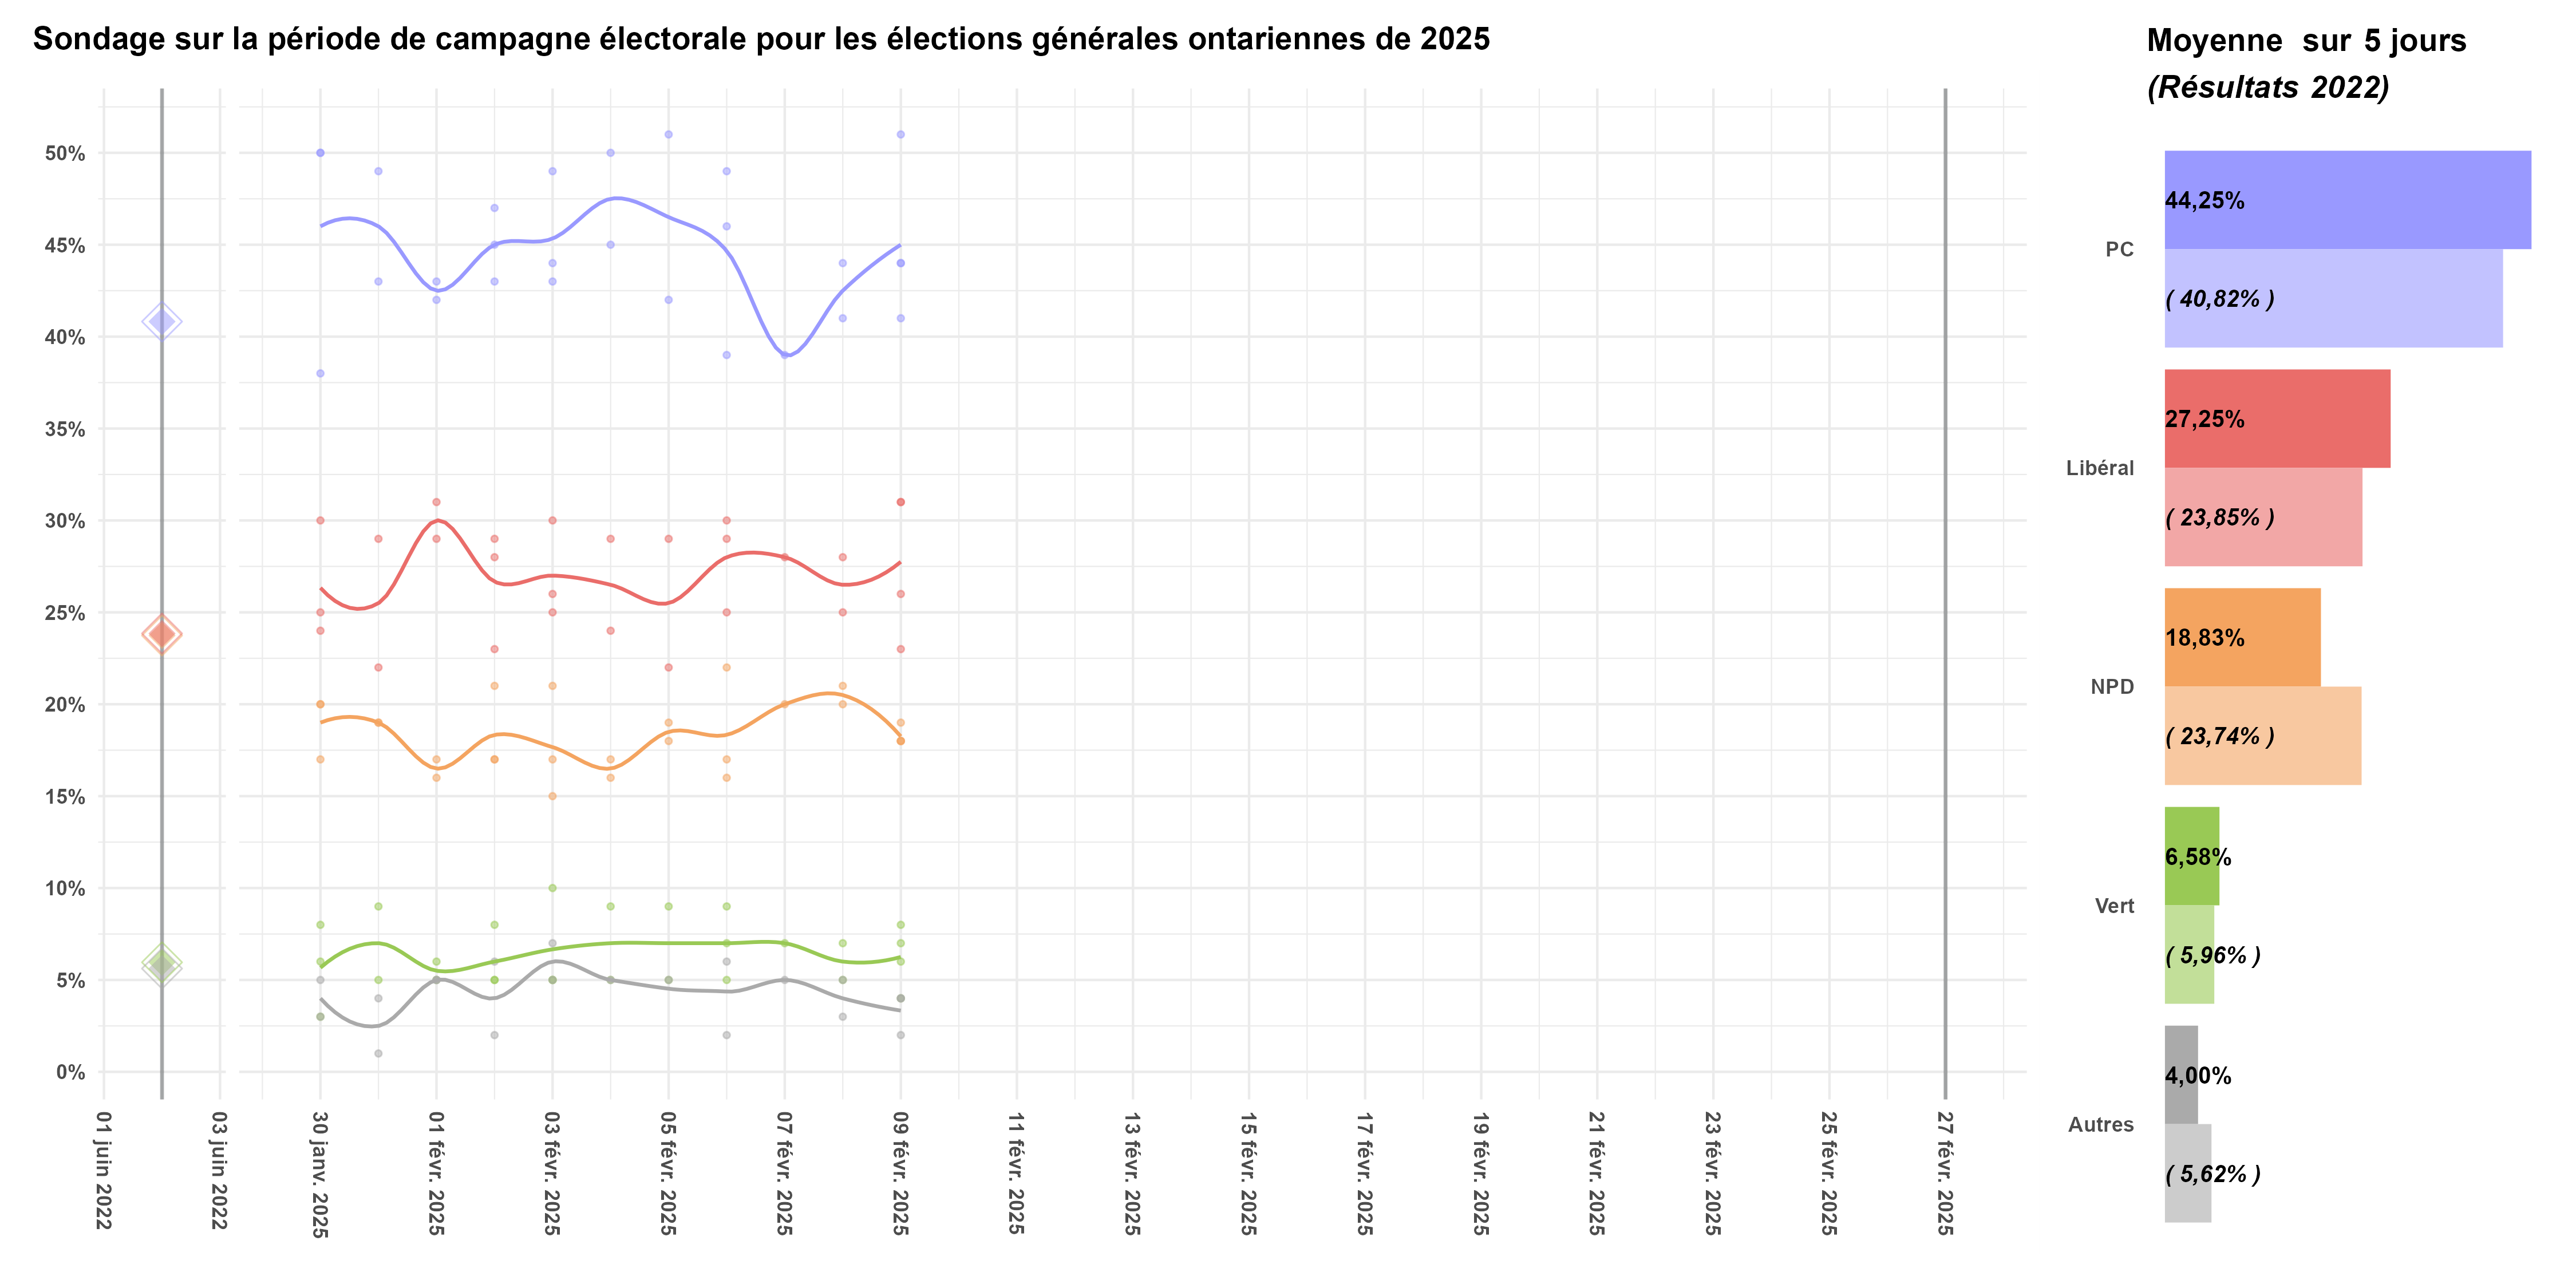 Sondage sur la période de campagne électorale pour les élections générales ontariennes de 2025
50%
45%
40%
35%
30%
25%
20%
15%
10%
5%
0%
01 juin 2022
03 juin 2022
30 janv. 2025
01 févr. 2025
03 févr. 2025
05 févr. 2025
07 févr. 2025
09 févr. 2025
11 févr. 2025
13 févr. 2025
15 févr. 2025
17 févr. 2025
19 févr. 2025
21 févr. 2025
23 févr. 2025
25 févr. 2025
27 févr. 2025
Moyenne sur 5 jours
(Résultats 2022)
PC
44,25%
( 40,82% )
Libéral
27,25%
( 23,85% )
NPD
18,83%
( 23,74% )
Vert
6,58%
( 5,96% )
Autres
4,00%
( 5,62% )